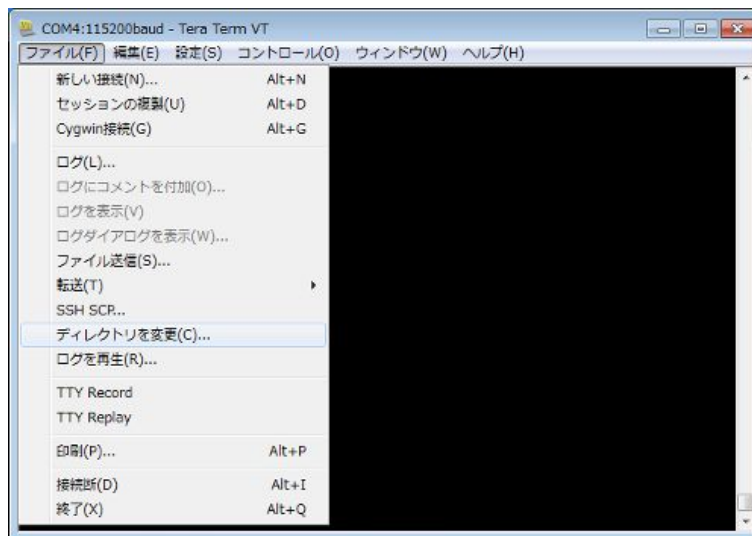 COM4:115200baud - Tera Term VT
ファイル(F) 編集(E) 設定(S) コントロール(O) ウィンドウ(W) ヘルプ(H)
新しい接続(N)... Alt+N
セッションの複製(U) Alt+D
Cygwin接続(G) Alt+G
ログ(L)...
ログにコメントを付加(O)...
ログを表示(V)
ログダイアログを表示(W)...
ファイル送信(S)...
転送(T)
SSH SCP...
ディレクトリを変更(C)...
ログを再生(R)...
TTY Record
TTY Replay
印刷(P)... Alt+P
接続断(D) Alt+I
終了(X) Alt+Q